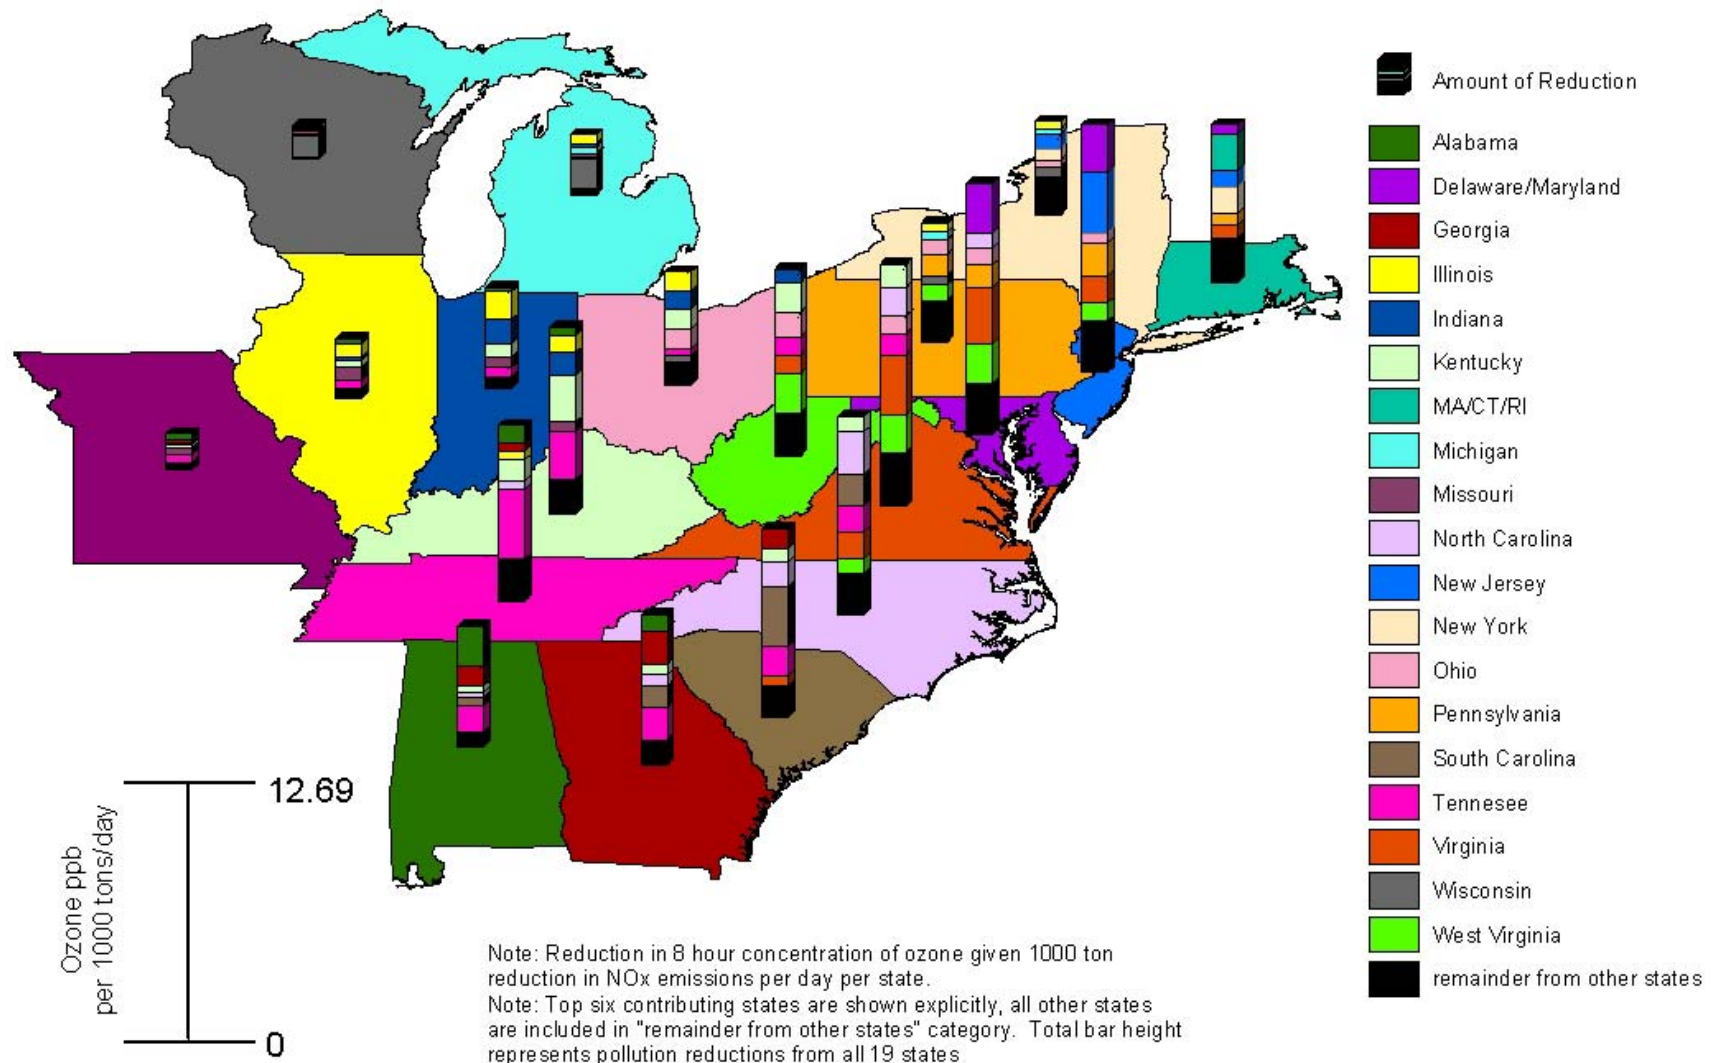 Amount of Reduction
Alabama
Delaware/Maryland
Georgia
Illinois
Indiana
Kentucky
MA/CT/RI
Michigan
Missouri
North Carolina
New Jersey
New York
Ohio
Pennsylvania
South Carolina
Tennesee
Virginia
Wisconsin
West Virginia
remainder from other states
12.69
Ozone ppb
per 1000 tons/day
0
Note: Reduction in 8 hour concentration of ozone given 1000 ton
reduction in NOx emissions per day per state.
Note: Top six contributing states are shown explicitly, all other states
are included in "remainder from other states" category. Total bar height
represents pollution reductions from all 19 states